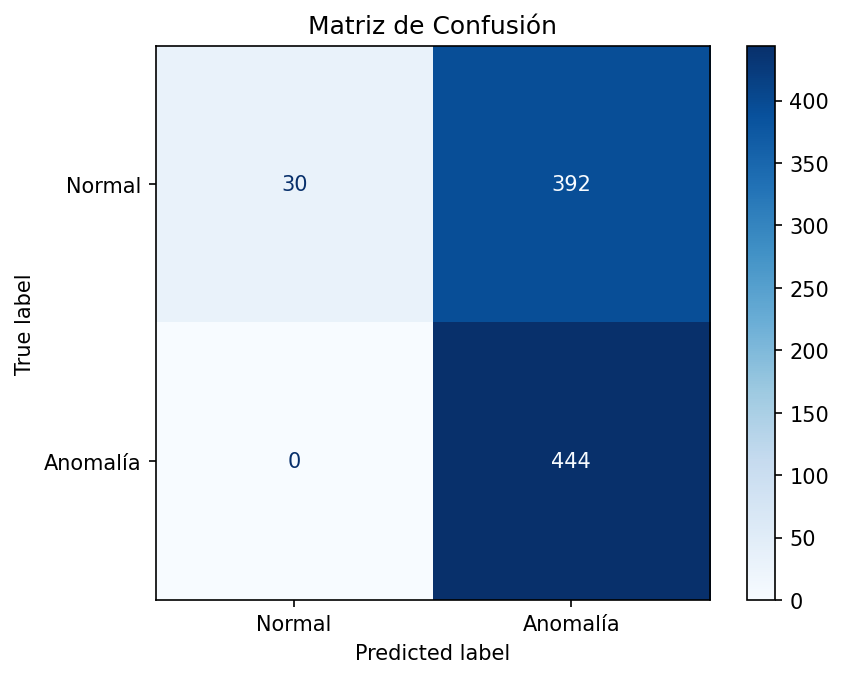 Matriz de Confusión
True label
Normal
Anomalía
30
392
0
444
Normal
Anomalía
Predicted label
400
350
300
250
200
150
100
50
0